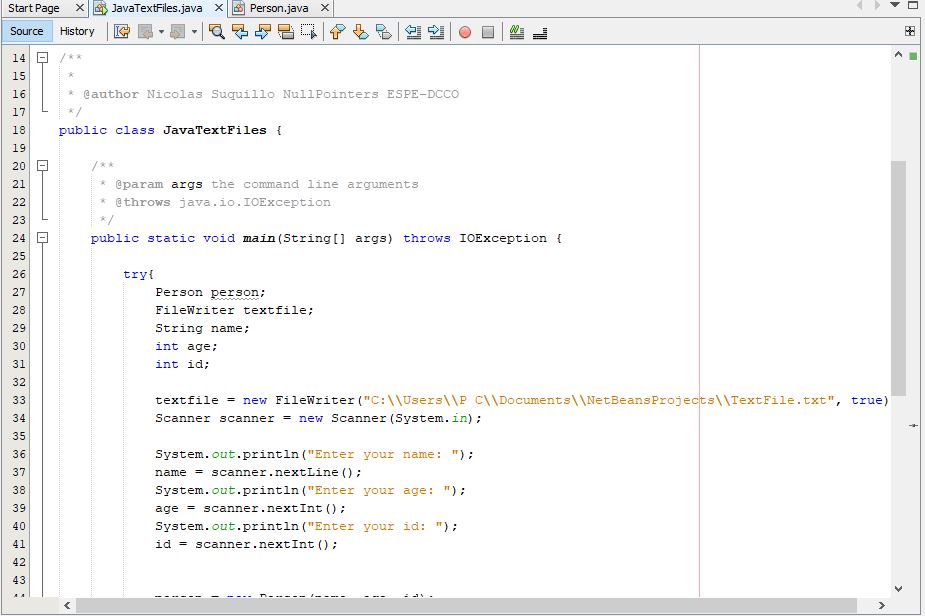 Start Page JavaTextFiles.java Person.java
Source History
14 /**
15 *
16 * @author Nicolas Suquillo NullPointers ESPE-DCCO
17 */
18 public class JavaTextFiles {
19
20 /**
21 * @param args the command line arguments
22 * @throws java.io.IOException
23 */
24 public static void main(String[] args) throws IOException {
25
26 try{
27 Person person;
28 FileWriter textfile;
29 String name;
30 int age;
31 int id;
32
33 textfile = new FileWriter("C:\\Users\\P C\\Documents\\NetBeansProjects\\TextFile.txt", true)
34 Scanner scanner = new Scanner(System.in);
35
36 System.out.println("Enter your name: ");
37 name = scanner.nextLine();
38 System.out.println("Enter your age: ");
39 age = scanner.nextInt();
40 System.out.println("Enter your id: ");
41 id = scanner.nextInt();
42
43
44 person = new Person(name, age, id);